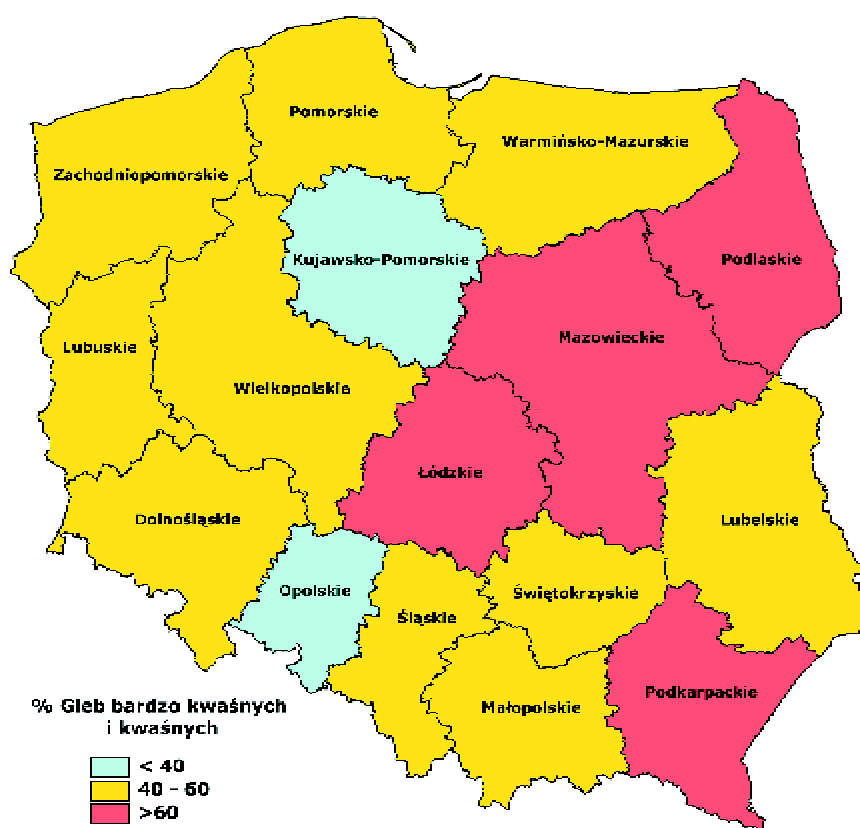 Pomorskie
Warmińsko-Mazurskie
Zachodniopomorskie
Kujawsko-Pomorskie
Podlaskie
Mazowieckie
Lubuskie
Wielkopolskie
Łódzkie
Dolnośląskie
Lubelskie
Opolskie
Świętokrzyskie
Śląskie
Podkarpackie
Małopolskie
% Gleb bardzo kwaśnych
i kwaśnych
< 40
40 - 60
>60